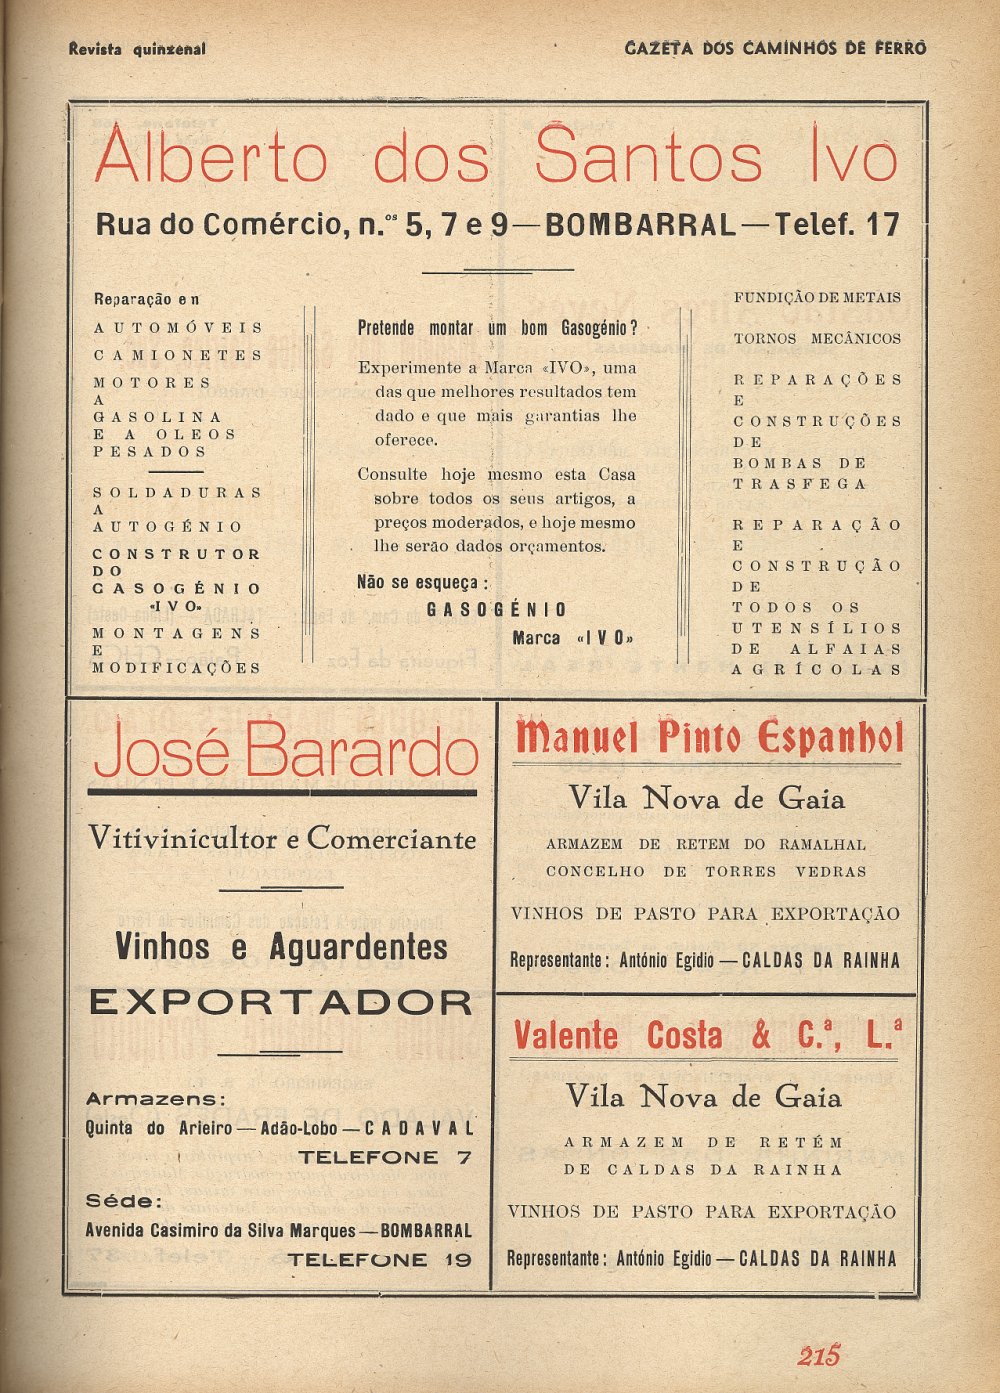 Revista quinzenal
GAZETA DOS CAMINHOS DE FERRO
Alberto dos Santos Ivo
Rua do Comércio, n.os 5, 7 e 9 — BOMBARRAL — Telef. 17
Reparação en
AUTOMÓVEIS
CAMIONETES
MOTORES
A
GASOLINA
E A OLEOS
PESADOS
SOLDADURAS
A
AUTOGÉNIO
CONSTRUTOR
DO
GASOGÉNIO
«IVO»
MONTAGENS
E
MODIFICAÇÕES
Pretende montar um bom Gasogénio?
Experimente a Marca «IVO», uma
das que melhores resultados tem
dado e que mais garantias lhe
oferece.
Consulte hoje mesmo esta Casa
sobre todos os seus artigos, a
preços moderados, e hoje mesmo
lhe serão dados orçamentos.
Não se esqueça:
GASOGÉNIO
Marca «IVO»
FUNDIÇÃO DE METAIS
TORNOS MECÂNICOS
REPARAÇÕES
E
CONSTRUÇÕES
DE
BOMBAS DE
TRASFEGA
REPARAÇÃO
E
CONSTRUÇÃO
DE
TODOS OS
UTENSÍLIOS
DE ALFAIAS
AGRÍCOLAS
José Barardo
Vitivinicultor e Comerciante
Vinhos e Aguardentes
EXPORTADOR
Armazens:
Quinta do Arieiro — Adão-Lobo — CADAVAL
TELEFONE 7
Séde:
Avenida Casimiro da Silva Marques — BOMBARRAL
TELEFONE 19
Manuel Pinto Espanhol
Vila Nova de Gaia
ARMAZEM DE RETEM DO RAMALHAL
CONCELHO DE TORRES VEDRAS
VINHOS DE PASTO PARA EXPORTAÇÃO
Representante: António Egidio — CALDAS DA RAINHA
Valente Costa & C.ª, L.ª
Vila Nova de Gaia
ARMAZEM DE RETÉM
DE CALDAS DA RAINHA
VINHOS DE PASTO PARA EXPORTAÇÃO
Representante: António Egídio — CALDAS DA RAINHA
215